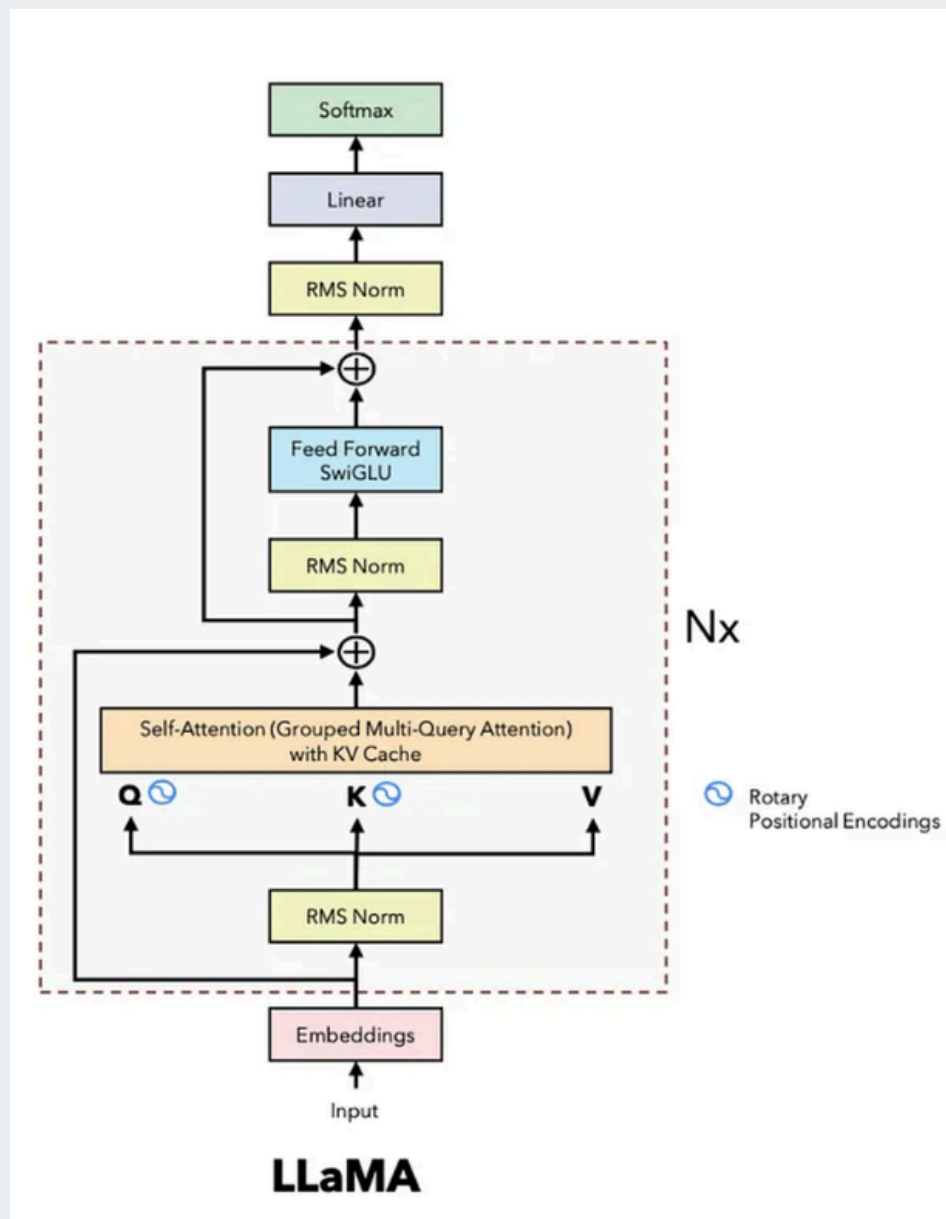 Softmax
Linear
RMS Norm
Feed Forward
SwiGLU
RMS Norm
Nx
Self-Attention (Grouped Multi-Query Attention)
with KV Cache
Q K V
Rotary
Positional Encodings
RMS Norm
Embeddings
Input
LLaMA